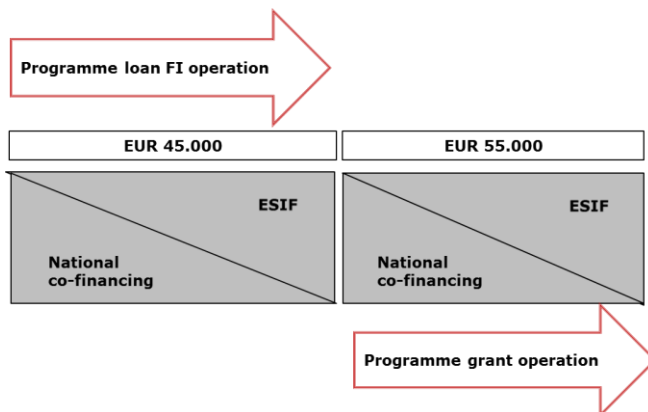 Programme loan FI operation
EUR 45.000
EUR 55.000
ESIF
National
co-financing
ESIF
National
co-financing
Programme grant operation